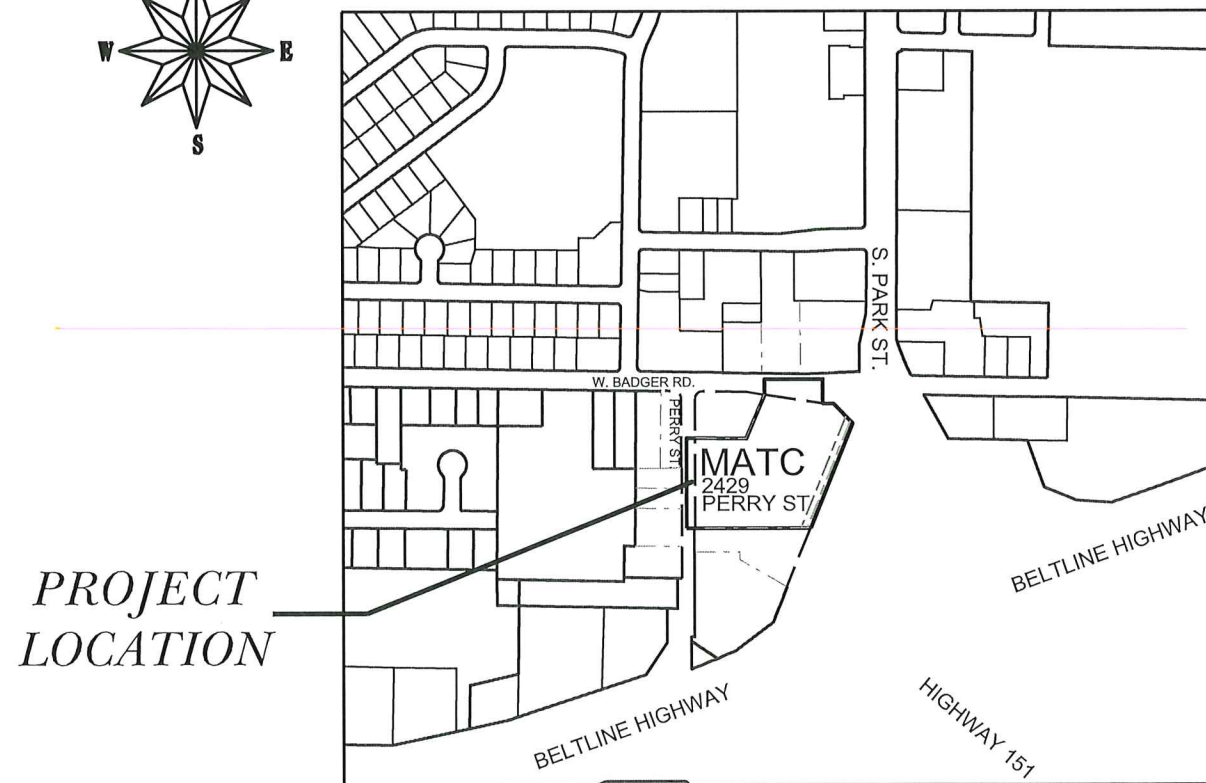 W
E
S
S. PARK ST.
W. BADGER RD.
PERRY ST.
MATC
2429
PERRY ST
BELTLINE HIGHWAY
PROJECT
LOCATION
BELTLINE HIGHWAY
HIGHWAY 151